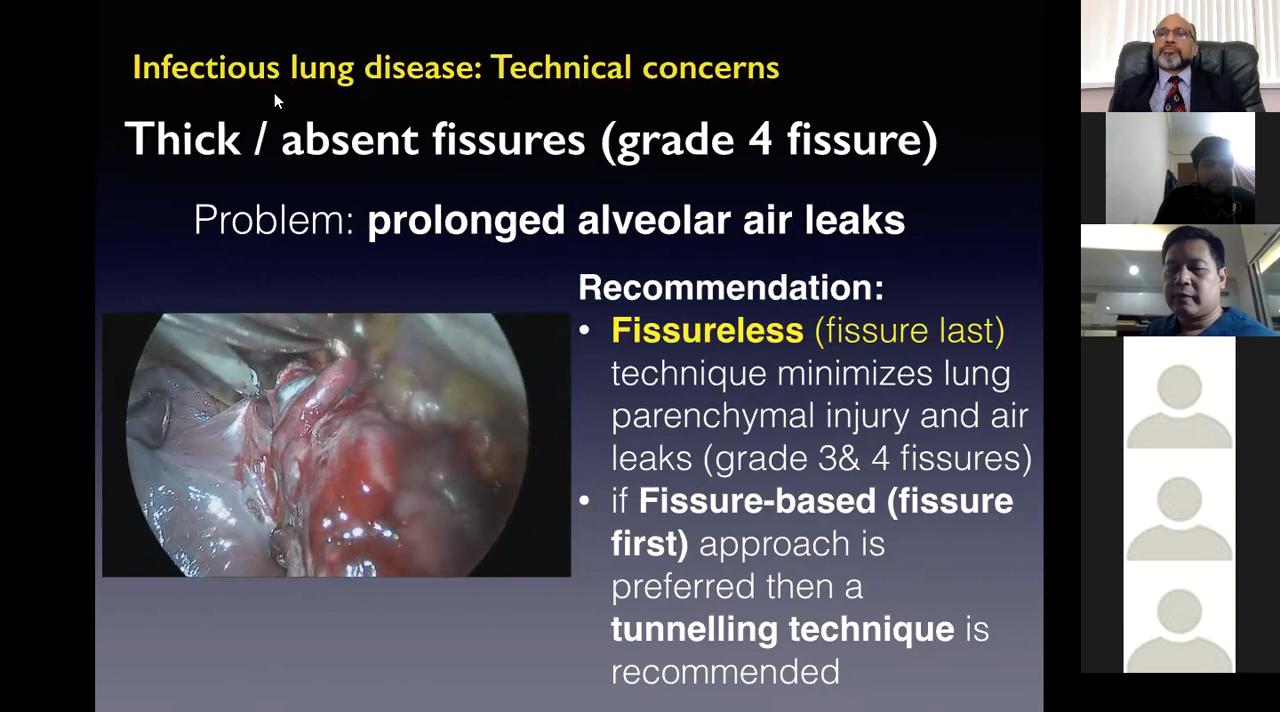 Infectious lung disease: Technical concerns
Thick / absent fissures (grade 4 fissure)
Problem: prolonged alveolar air leaks
Recommendation:
• Fissureless (fissure last)
technique minimizes lung
parenchymal injury and air
leaks (grade 3& 4 fissures)
• if Fissure-based (fissure
first) approach is
preferred then a
tunnelling technique is
recommended